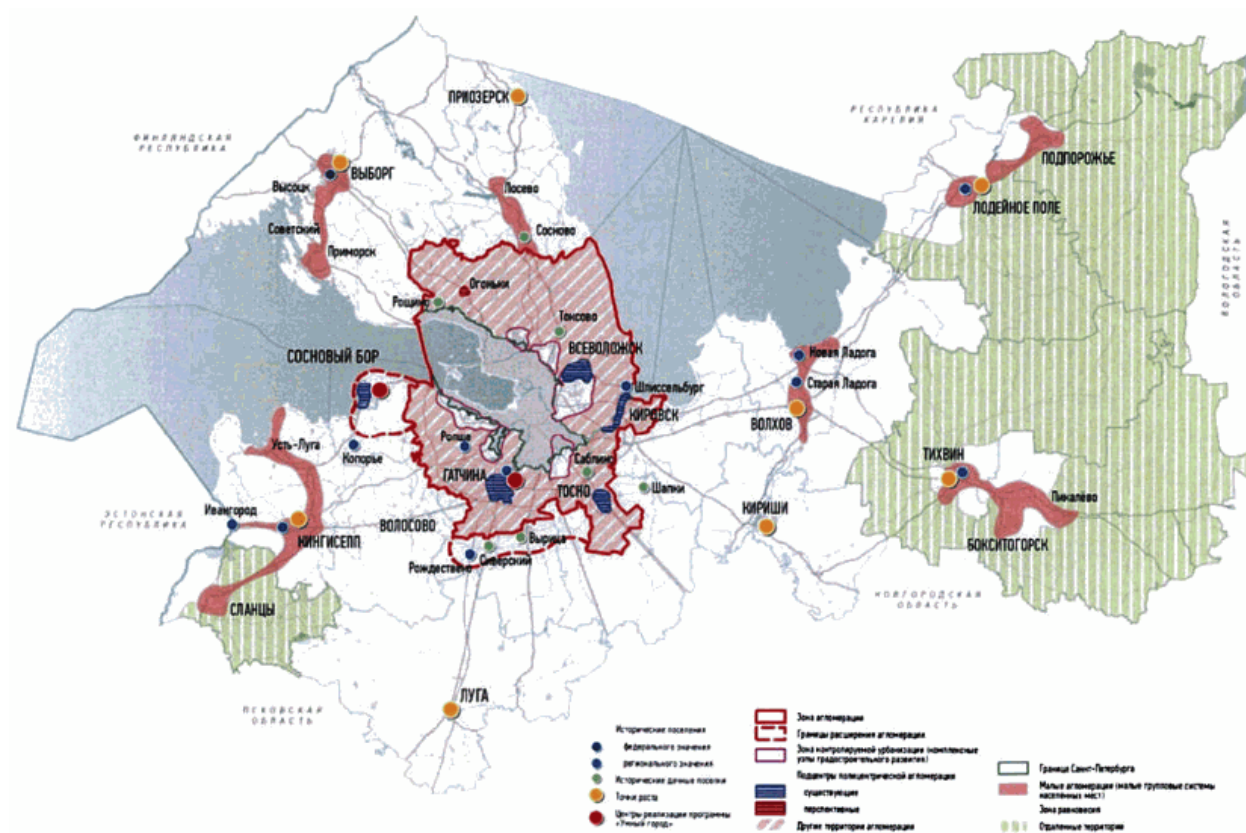 ПРИОЗЕРСК
РЕСПУБЛИКА
КАРЕЛИЯ
ФИНЛЯНДСКАЯ
РЕСПУБЛИКА
ПОДПОРОЖЬЕ
ВЫБОРГ
Высоцк
Лосево
ЛОДЕЙНОЕ ПОЛЕ
Советский
Сосново
Приморск
ВОЛОГОДСКАЯ
ОБЛАСТЬ
Огоньки
Рощино
Токсово
СОСНОВЫЙ БОР
ВСЕВОЛОЖСК
Новая Ладога
Шлиссельбург
Старая Ладога
КИРОВСК
ВОЛХОВ
Усть-Луга
Копорье
Ропша
Саблино
ТИХВИН
ГАТЧИНА
ТОСНО
Шапки
Пикалёво
Ивангород
ЭСТОНСКАЯ
РЕСПУБЛИКА
ВОЛОСОВО
КИРИШИ
КИНГИСЕПП
Вырица
БОКСИТОГОРСК
Сиверский
Рождествено
НОВГОРОДСКАЯ
ОБЛАСТЬ
СЛАНЦЫ
ЛУГА
ПСКОВСКАЯ
ОБЛАСТЬ
Исторические поселения
федерального значения
регионального значения
Исторические дачные поселки
Точки роста
Центры реализации программы
«Умный город»
Зона агломерации
Границы расширения агломерации
Зона контролируемой урбанизации (комплексные
узлы градостроительного развития)
Подцентры полицентрической агломерации
существующие
перспективные
Другие территории агломерации
Граница Санкт-Петербурга
Малые агломерации (малые групповые системы
населённых мест)
Зона равновесия
Отдаленные территории